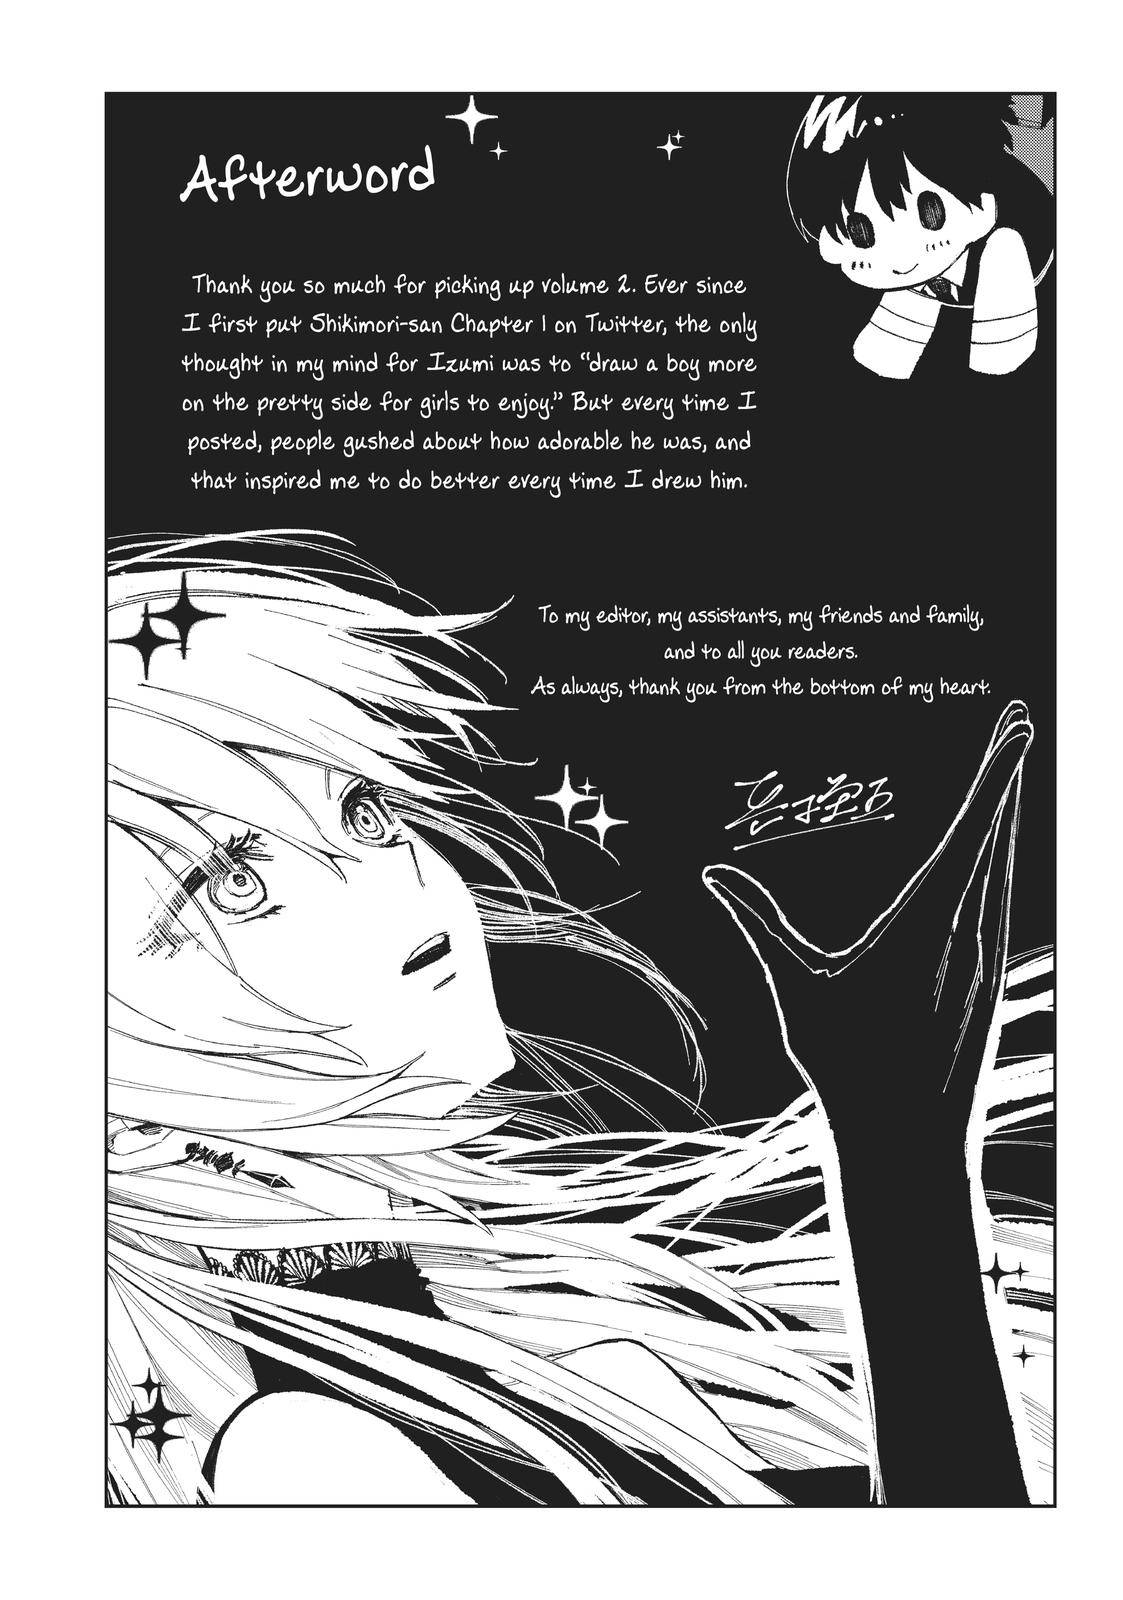 Afterword
Thank you so much for picking up volume 2. Ever since
I first put Shikimori-san Chapter 1 on Twitter, the only
thought in my mind for Izumi was to “draw a boy more
on the pretty side for girls to enjoy.” But every time I
posted, people gushed about how adorable he was, and
that inspired me to do better every time I drew him.
To my editor, my assistants, my friends and family,
and to all you readers.
As always, thank you from the bottom of my heart.